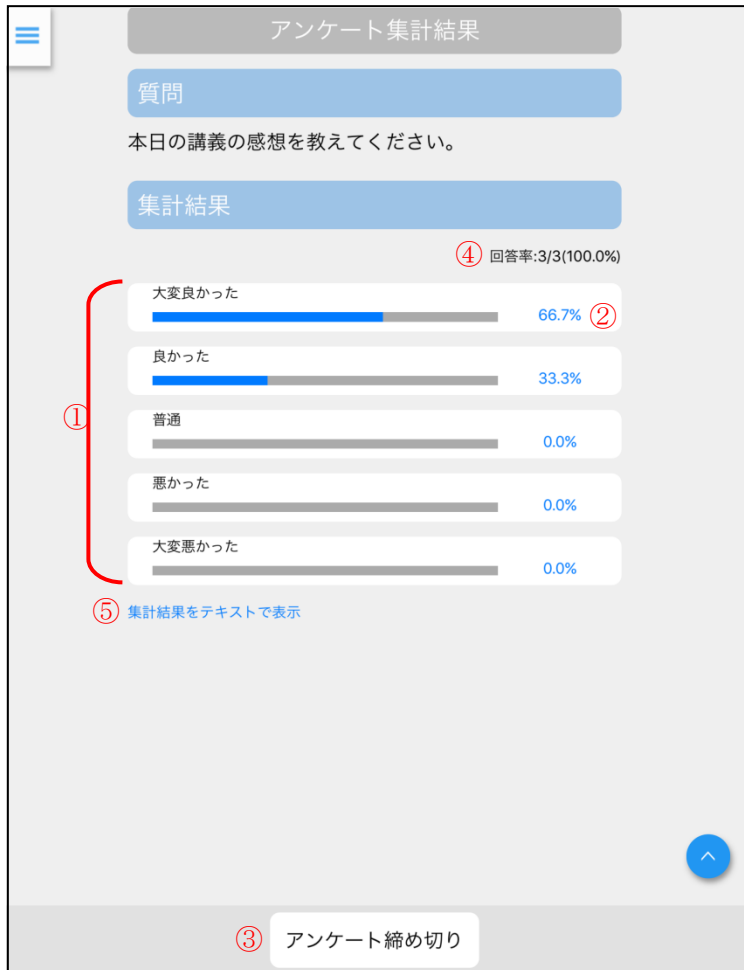 アンケート集計結果
質問
本日の講義の感想を教えてください。
集計結果
④ 回答率:3/3(100.0%)
①
大変良かった
66.7% ②
良かった
33.3%
普通
0.0%
悪かった
0.0%
大変悪かった
0.0%
⑤ 集計結果をテキストで表示
③ アンケート締め切り